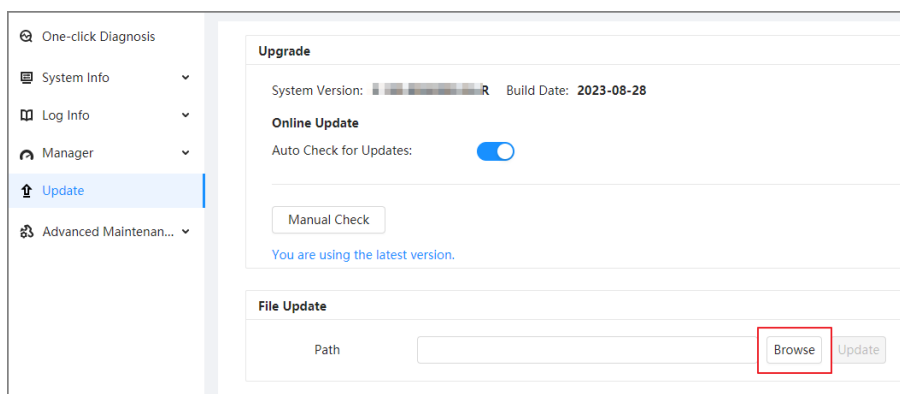 One-click Diagnosis
System Info
Log Info
Manager
Update
Advanced Maintenan...
Upgrade
System Version: R Build Date: 2023-08-28
Online Update
Auto Check for Updates:
Manual Check
You are using the latest version.
File Update
Path Browse Update